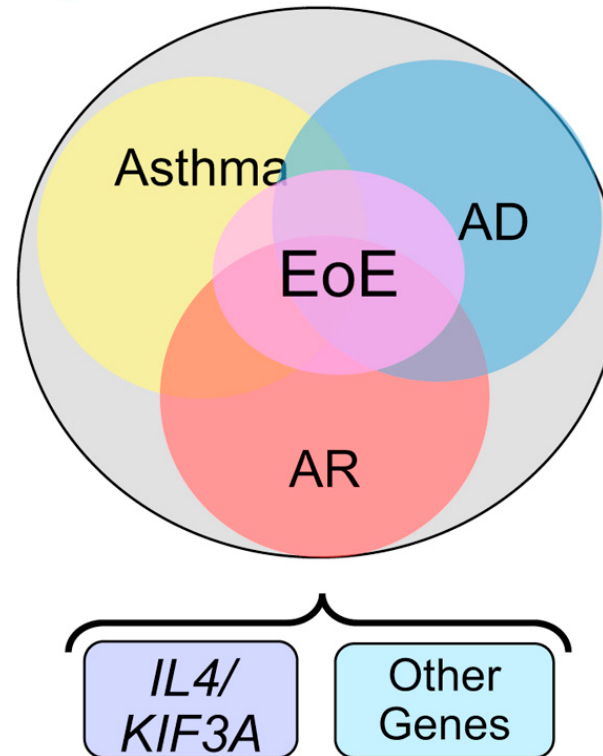 Asthma
AD
EoE
AR
IL4/
KIF3A
Other
Genes